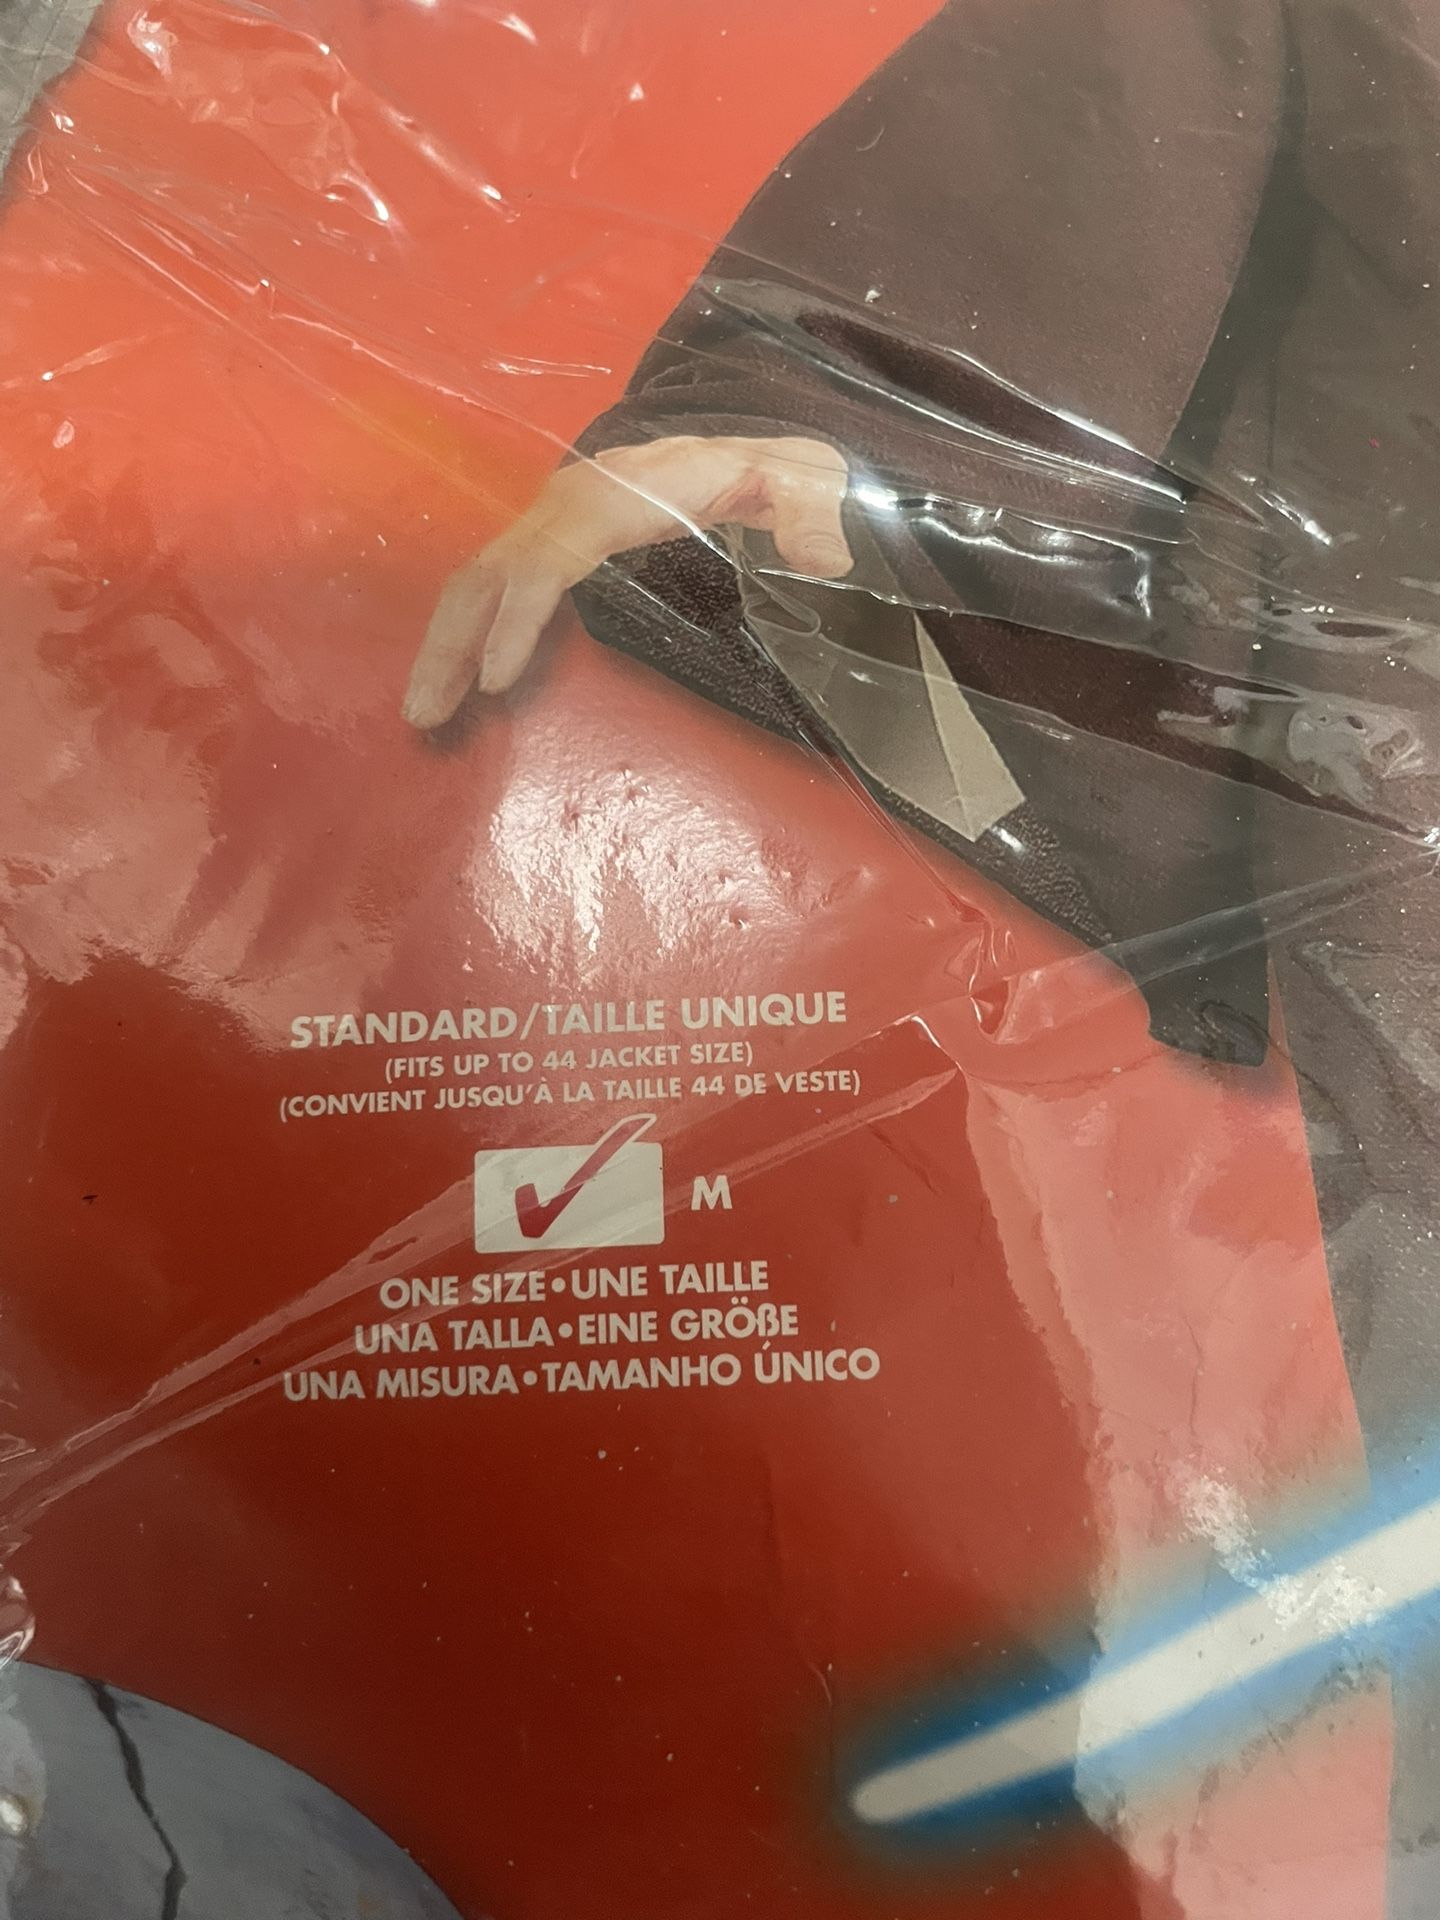 STANDARD/TAILLE UNIQUE
(FITS UP TO 44 JACKET SIZE)
(CONVIENT JUSQU'À LA TAILLE 44 DE VESTE)
M
ONE SIZE•UNE TAILLE
UNA TALLA•EINE GRÖßE
UNA MISURA•TAMANHO ÚNICO